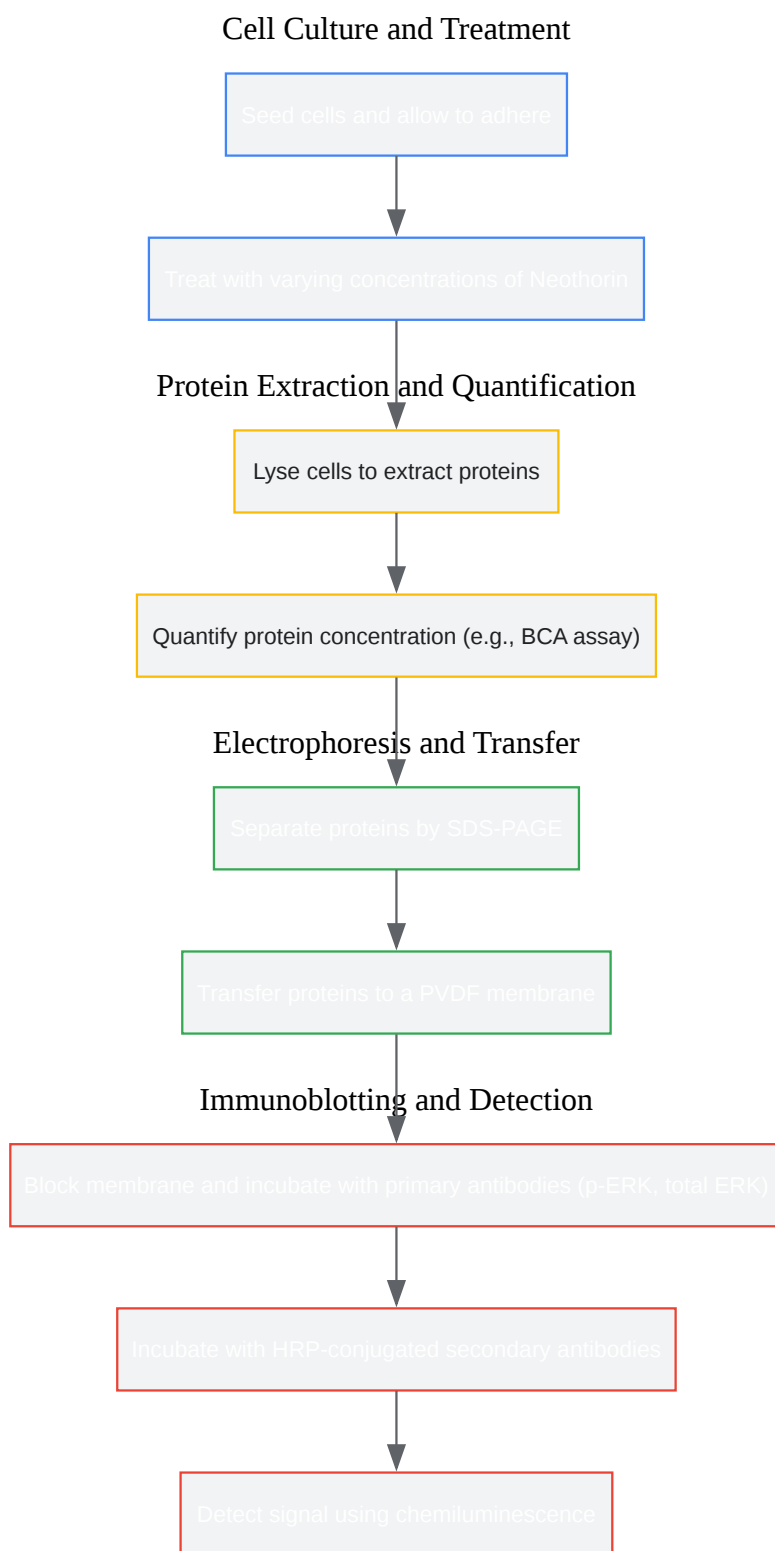 Cell Culture and Treatment
Seed cells and allow to adhere
Treat with varying concentrations of Neothorin
Protein Extraction and Quantification
Lyse cells to extract proteins
Quantify protein concentration (e.g., BCA assay)
Electrophoresis and Transfer
Separate proteins by SDS-PAGE
Transfer proteins to a PVDF membrane
Immunoblotting and Detection
Block membrane and incubate with primary antibodies (p-ERK, total ERK)
Incubate with HRP-conjugated secondary antibodies
Detect signal using chemiluminescence